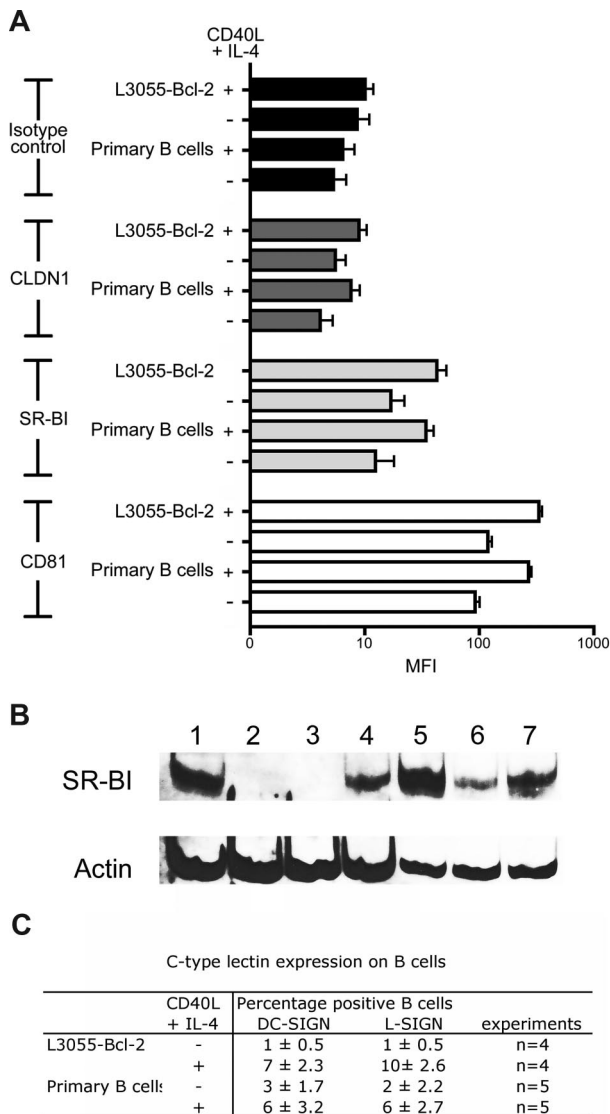 A
CD40L
+ IL-4
Isotype
control
L3055-Bcl-2 +
-
Primary B cells +
-
CLDN1
L3055-Bcl-2 +
-
Primary B cells +
-
SR-BI
L3055-Bcl-2
-
Primary B cells +
-
CD81
L3055-Bcl-2 +
-
Primary B cells +
-
0 10 100 1000
MFI
B
1 2 3 4 5 6 7
SR-BI
Actin
C
C-type lectin expression on B cells
CD40L Percentage positive B cells
+ IL-4 DC-SIGN L-SIGN experiments
L3055-Bcl-2 - 1 ± 0.5 1 ± 0.5 n=4
+ 7 ± 2.3 10± 2.6 n=4
Primary B cells - 3 ± 1.7 2 ± 2.2 n=5
+ 6 ± 3.2 6 ± 2.7 n=5